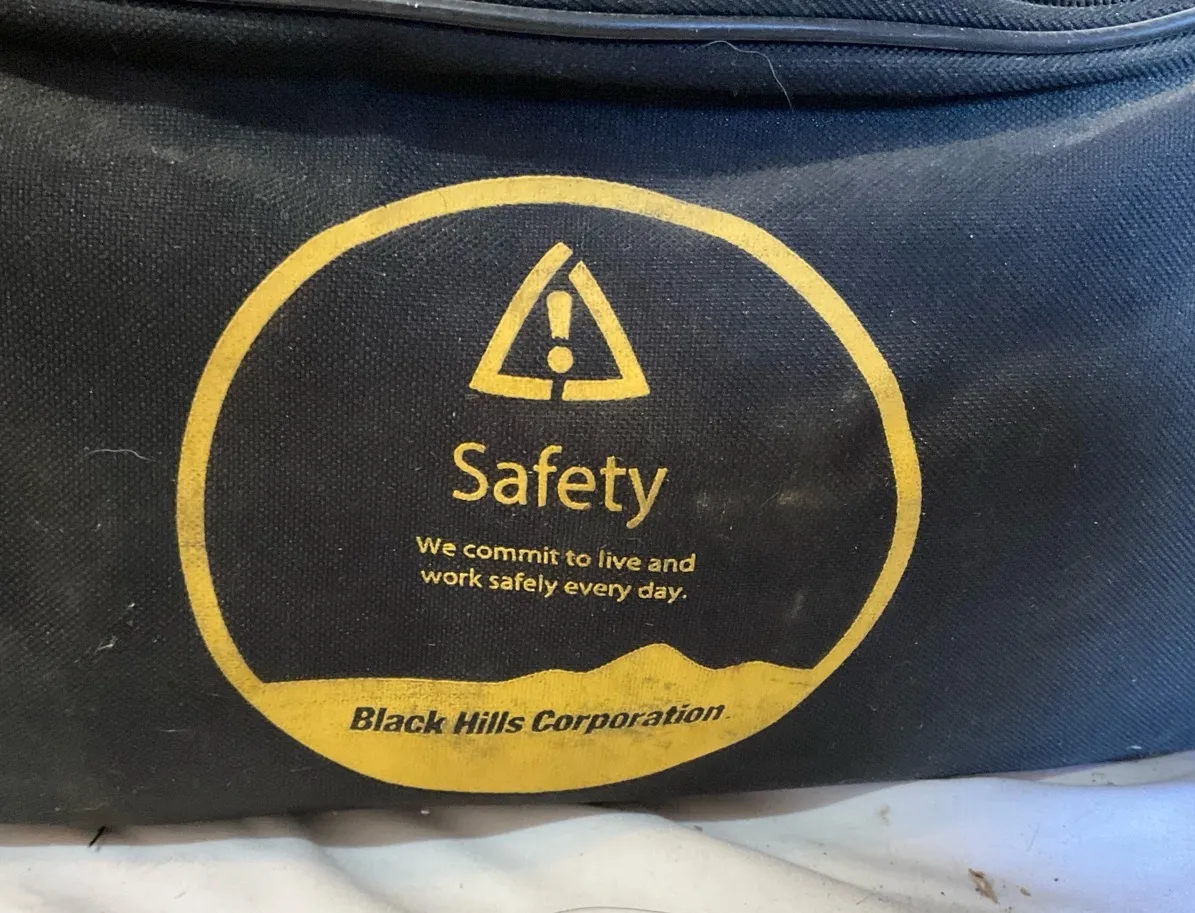 !
Safety
We commit to live and
work safely every day.
Black Hills Corporation